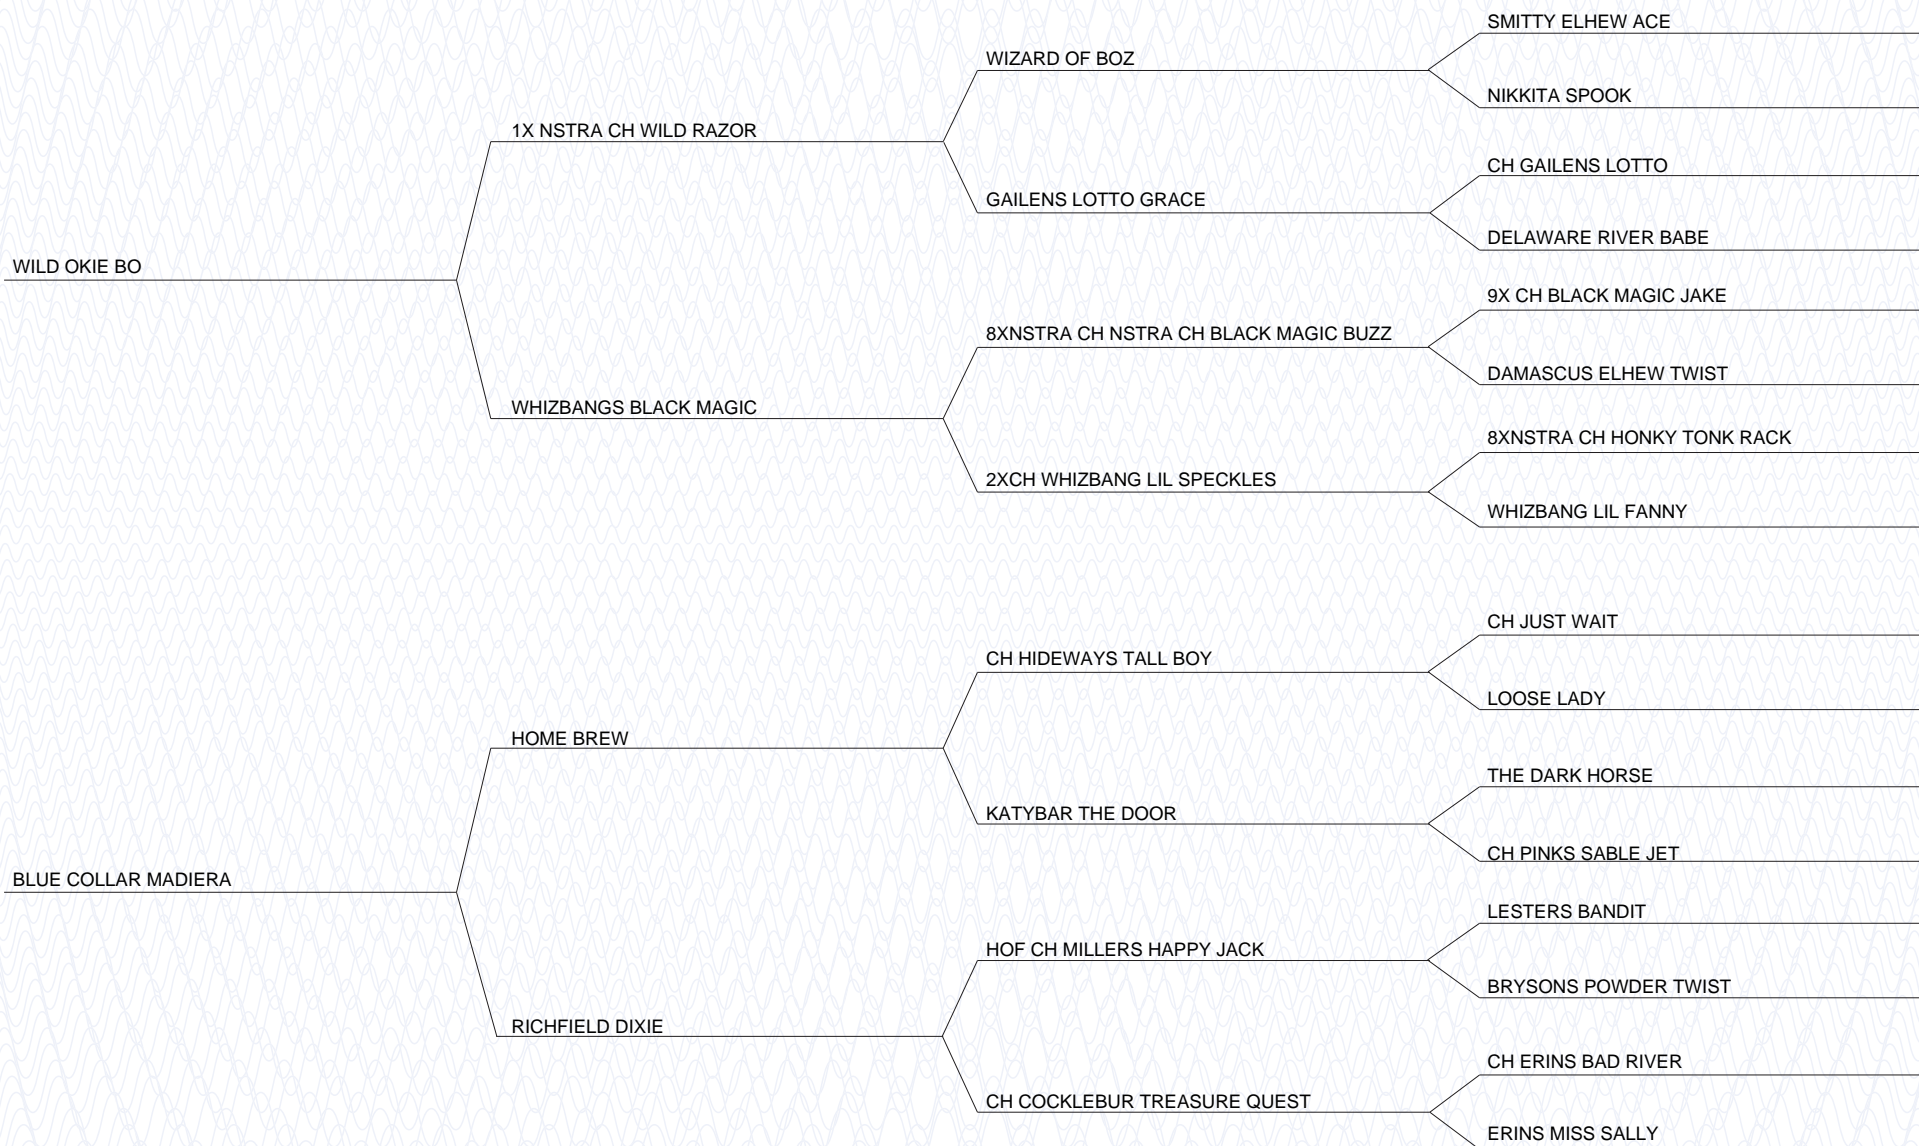 WILD OKIE BO
1X NSTRA CH WILD RAZOR
WIZARD OF BOZ
SMITTY ELHEW ACE
NIKKITA SPOOK
GAILENS LOTTO GRACE
CH GAILENS LOTTO
DELAWARE RIVER BABE
WHIZBANGS BLACK MAGIC
8XNSTRA CH NSTRA CH BLACK MAGIC BUZZ
9X CH BLACK MAGIC JAKE
DAMASCUS ELHEW TWIST
2XCH WHIZBANG LIL SPECKLES
8XNSTRA CH HONKY TONK RACK
WHIZBANG LIL FANNY
BLUE COLLAR MADIERA
HOME BREW
CH HIDEWAYS TALL BOY
CH JUST WAIT
LOOSE LADY
KATYBAR THE DOOR
THE DARK HORSE
CH PINKS SABLE JET
RICHFIELD DIXIE
HOF CH MILLERS HAPPY JACK
LESTERS BANDIT
BRYSONS POWDER TWIST
CH COCKLEBUR TREASURE QUEST
CH ERINS BAD RIVER
ERINS MISS SALLY